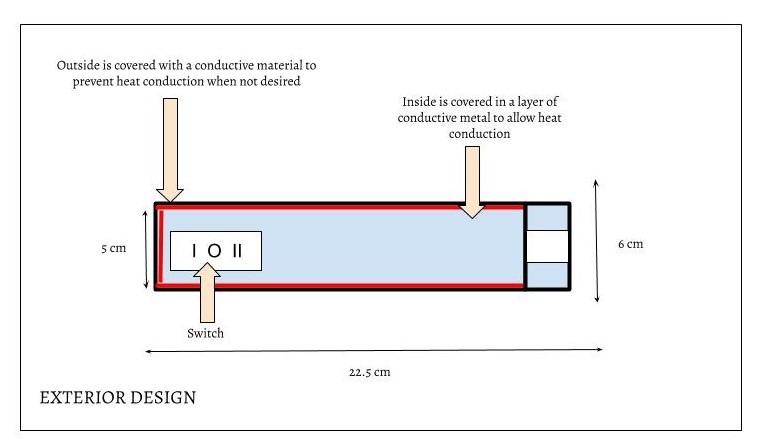 Outside is covered with a conductive material to
prevent heat conduction when not desired
Inside is covered in a layer of
conductive metal to allow heat
conduction
5 cm
I O II
6 cm
Switch
22.5 cm
EXTERIOR DESIGN